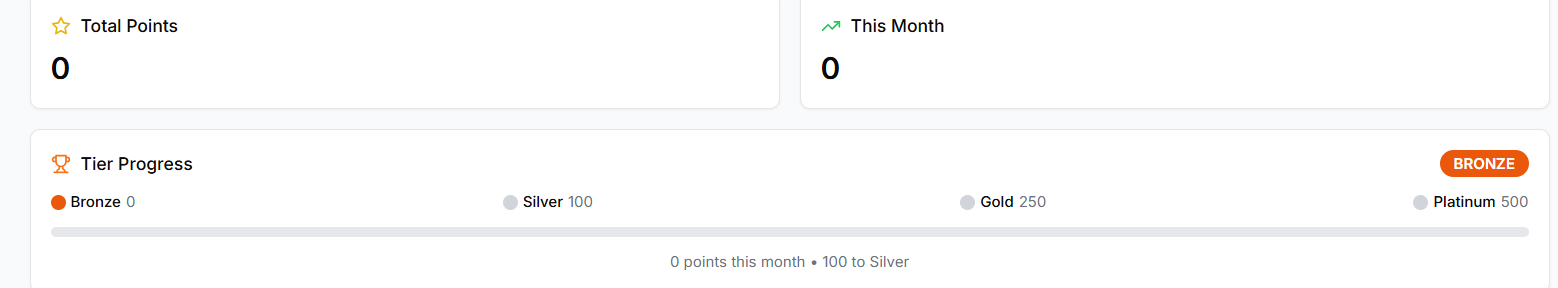 Total Points
0
This Month
0
Tier Progress
BRONZE
Bronze 0
Silver 100
Gold 250
Platinum 500
0 points this month • 100 to Silver